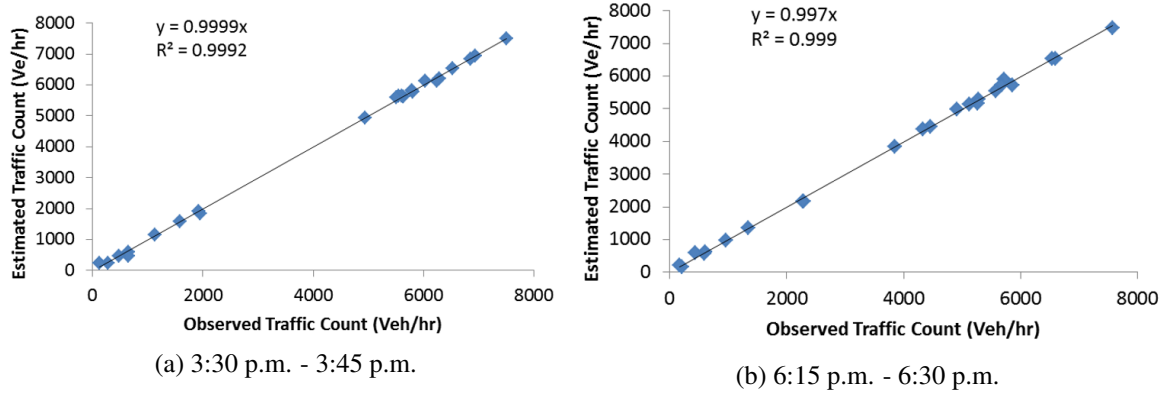 y = 0.9999x
R² = 0.9992
Estimated Traffic Count (Ve/hr)
8000
7000
6000
5000
4000
3000
2000
1000
0
0 2000 4000 6000 8000
Observed Traffic Count (Veh/hr)
(a) 3:30 p.m. - 3:45 p.m.
y = 0.997x
R² = 0.999
Estimated Traffic Count (Ve/hr)
8000
7000
6000
5000
4000
3000
2000
1000
0
0 2000 4000 6000 8000
Observed Traffic Count (Veh/hr)
(b) 6:15 p.m. - 6:30 p.m.